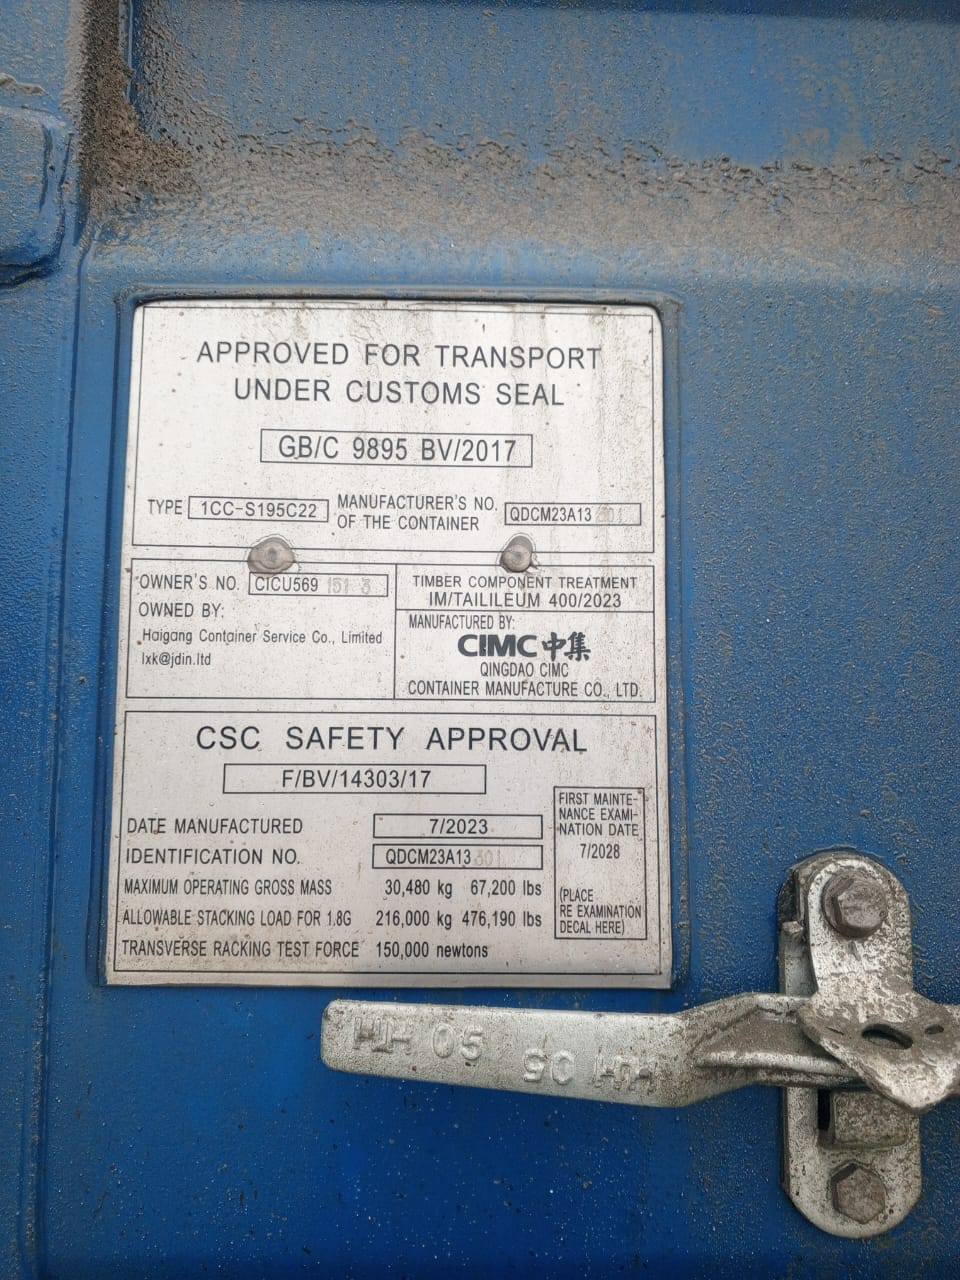 APPROVED FOR TRANSPORT
UNDER CUSTOMS SEAL
GB/C 9895 BV/2017
TYPE 1CC-S195C22
MANUFACTURER'S NO.
OF THE CONTAINER
QDCM23A13
OWNER'S NO. CICU569
OWNED BY:
Haigang Container Service Co., Limited
lxk@jdin.ltd
TIMBER COMPONENT TREATMENT
IM/TAILILEUM 400/2023
MANUFACTURED BY:
CIMC 中集
QINGDAO CIMC
CONTAINER MANUFACTURE CO., LTD.
CSC SAFETY APPROVAL
F/BV/14303/17
DATE MANUFACTURED 7/2023
IDENTIFICATION NO. QDCM23A13
MAXIMUM OPERATING GROSS MASS 30,480 kg 67,200 lbs
ALLOWABLE STACKING LOAD FOR 1.8G 216,000 kg 476,190 lbs
TRANSVERSE RACKING TEST FORCE 150,000 newtons
FIRST MAINTE-
NANCE EXAMI-
NATION DATE
7/2028
(PLACE
RE EXAMINATION
DECAL HERE)
05